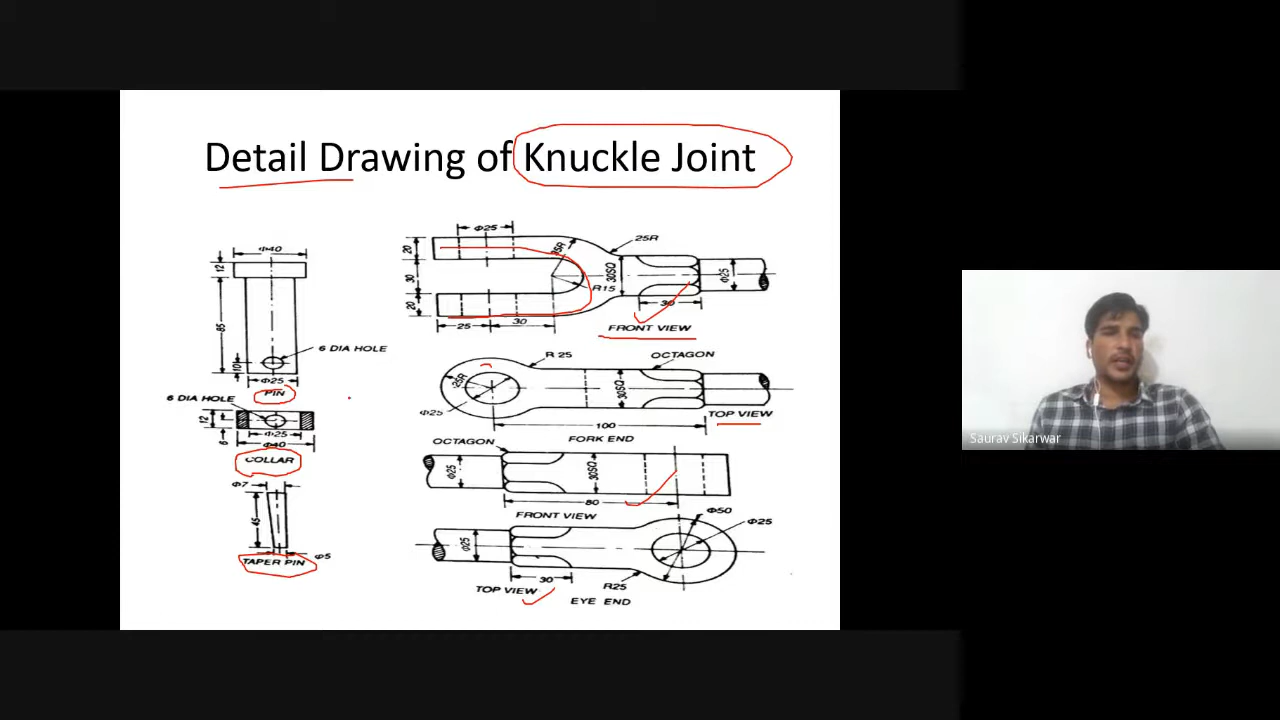 Detail Drawing of Knuckle Joint
Φ40
12
85
10
6 DIA HOLE
Φ25
PIN
6 DIA HOLE
12
6
Φ25
Φ40
COLLAR
Φ7
45
Φ5
TAPER PIN
Φ25
20
30
20
25R
R15
30SQ
Φ25
30
25
30
FRONT VIEW
R 25
OCTAGON
25R
Φ25
30SQ
TOP VIEW
100
FORK END
OCTAGON
Φ25
30SQ
80
FRONT VIEW
Φ50
Φ25
Φ25
30
R25
TOP VIEW
EYE END
Saurav Sikarwar